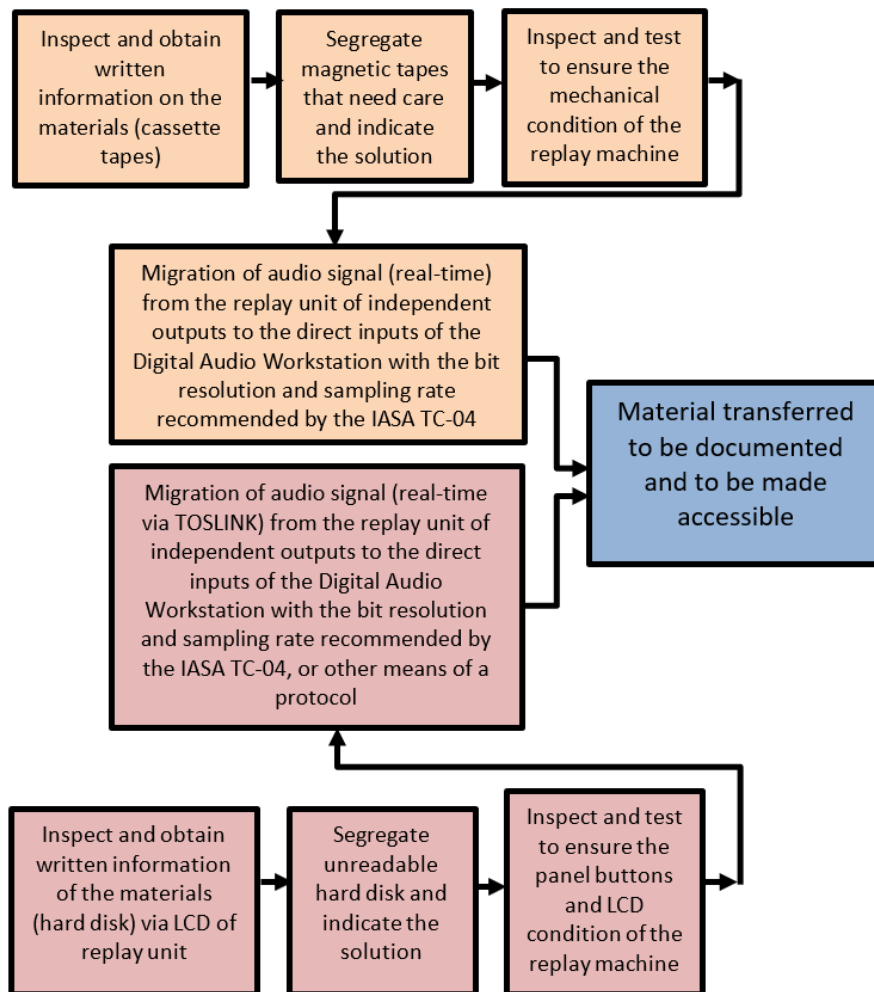 Inspect and obtain
written
information on the
materials (cassette
tapes)
Segregate
magnetic tapes
that need care
and indicate
the solution
Inspect and test
to ensure the
mechanical
condition of the
replay machine
Migration of audio signal (real-time)
from the replay unit of independent
outputs to the direct inputs of the
Digital Audio Workstation with the bit
resolution and sampling rate
recommended by the IASA TC-04
Material transferred
to be documented
and to be made
accessible
Migration of audio signal (real-time
via TOSLINK) from the replay unit of
independent outputs to the direct
inputs of the Digital Audio
Workstation with the bit resolution
and sampling rate recommended by
the IASA TC-04, or other means of a
protocol
Inspect and obtain
written information
of the materials
(hard disk) via LCD of
replay unit
Segregate
unreadable
hard disk and
indicate the
solution
Inspect and test
to ensure the
panel buttons
and LCD
condition of the
replay machine